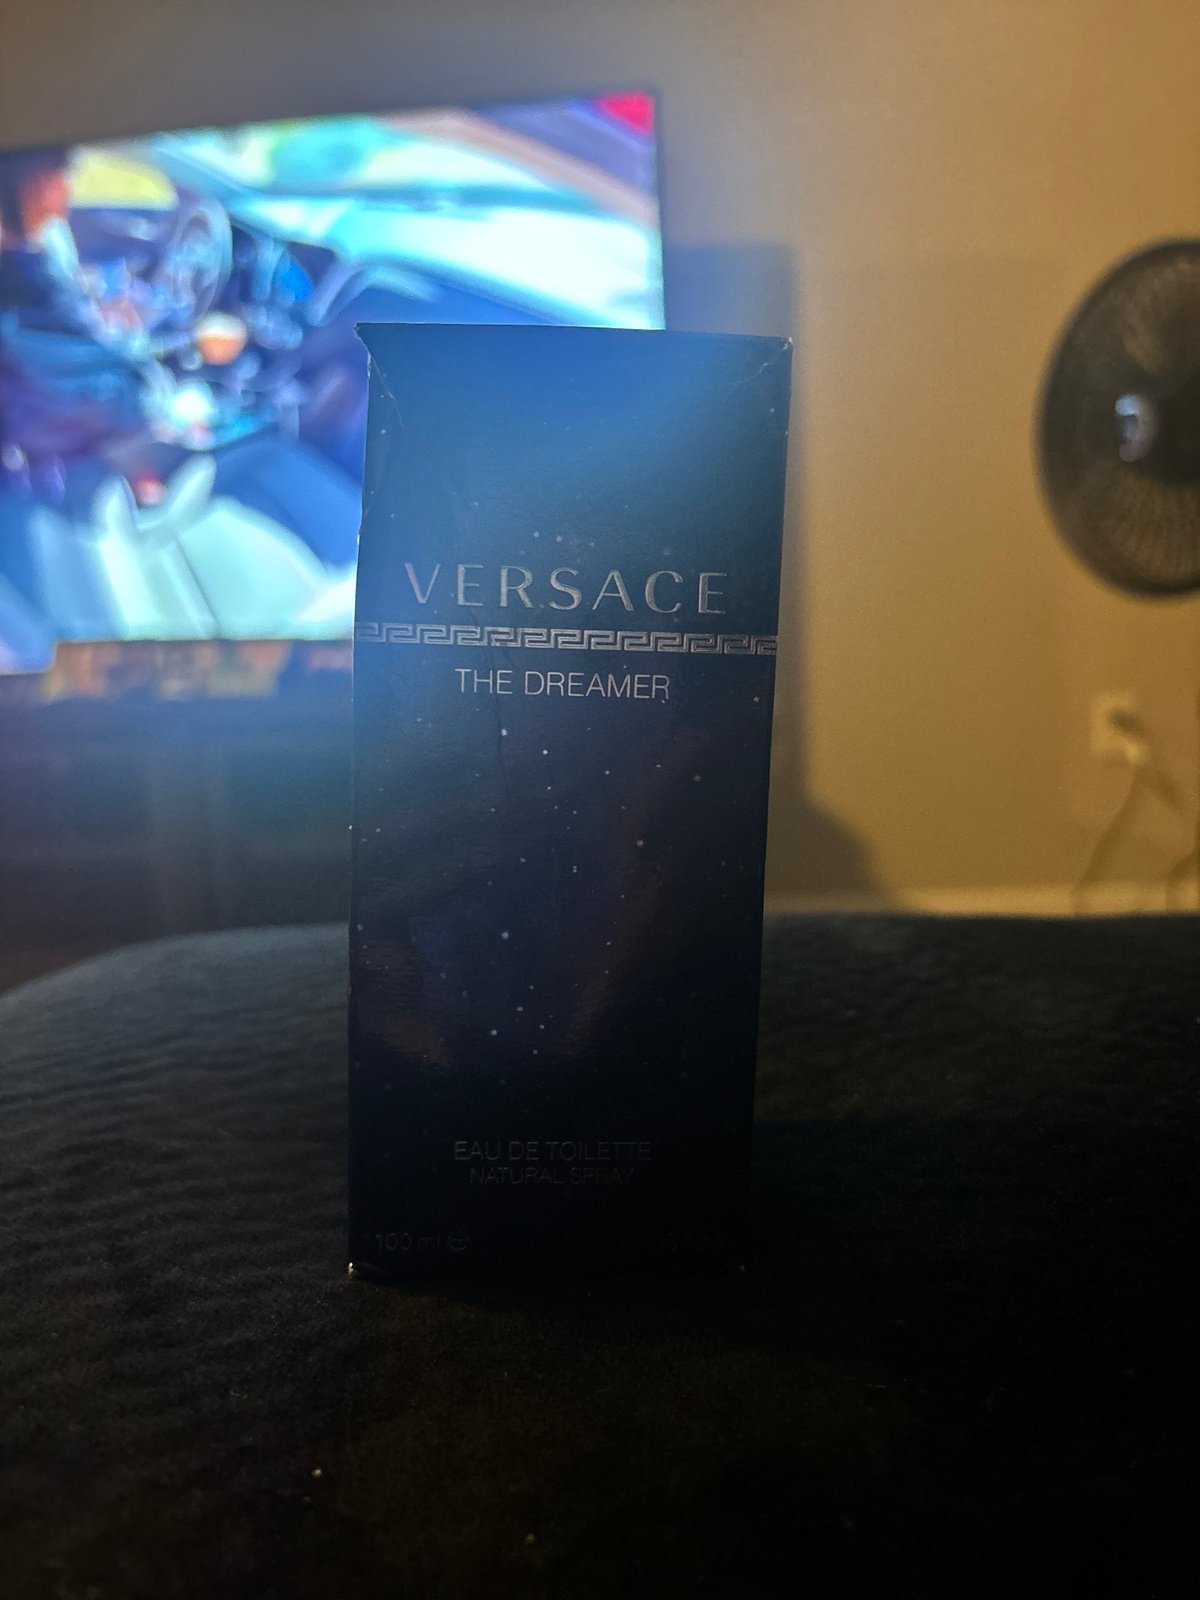 VERSACE
THE DREAMER
EAU DE TOILETTE
NATURAL SPRAY
100 ml ℮